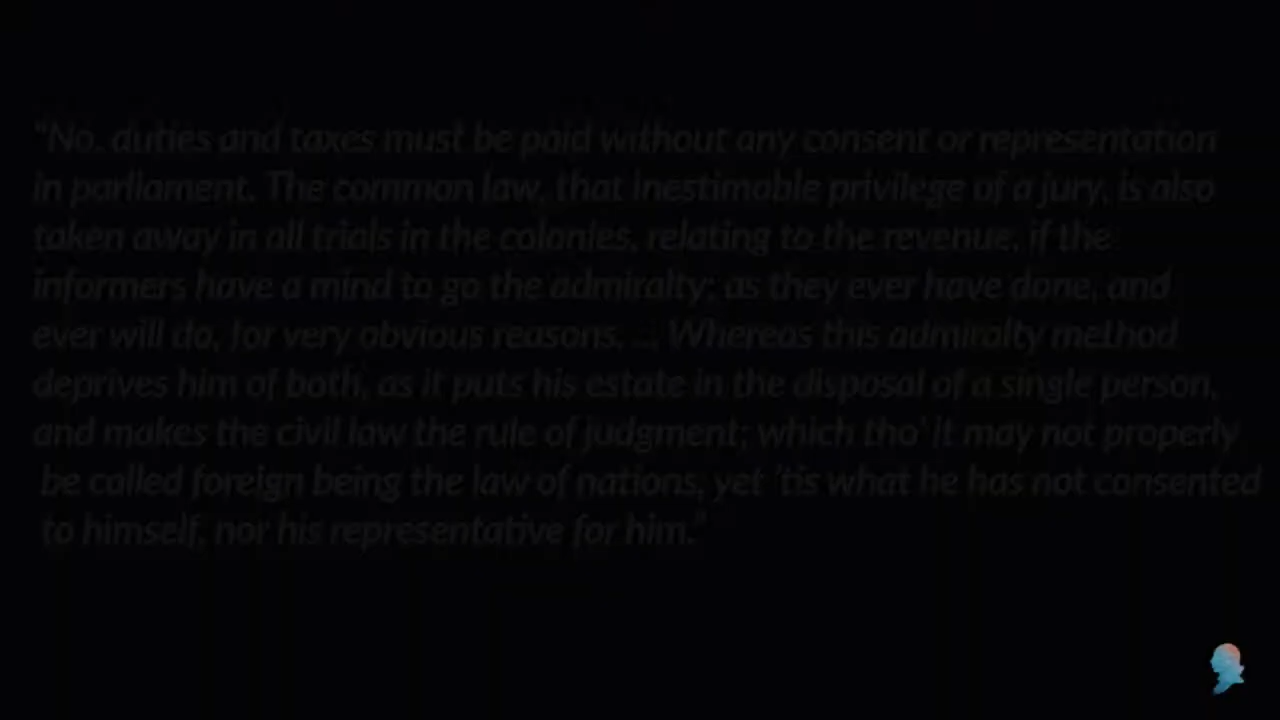 "No. duties and taxes must be paid without any consent or representation
in parliament. The common law, that inestimable privilege of a jury, is also
taken away in all trials in the colonies, relating to the revenue, if the
informers have a mind to go the admiralty; as they ever have done, and
ever will do, for very obvious reasons. ... Whereas this admiralty method
deprives him of both, as it puts his estate in the disposal of a single person,
and makes the civil law the rule of judgment; which tho' it may not properly
be called foreign being the law of nations, yet 'tis what he has not consented
to himself, nor his representative for him."